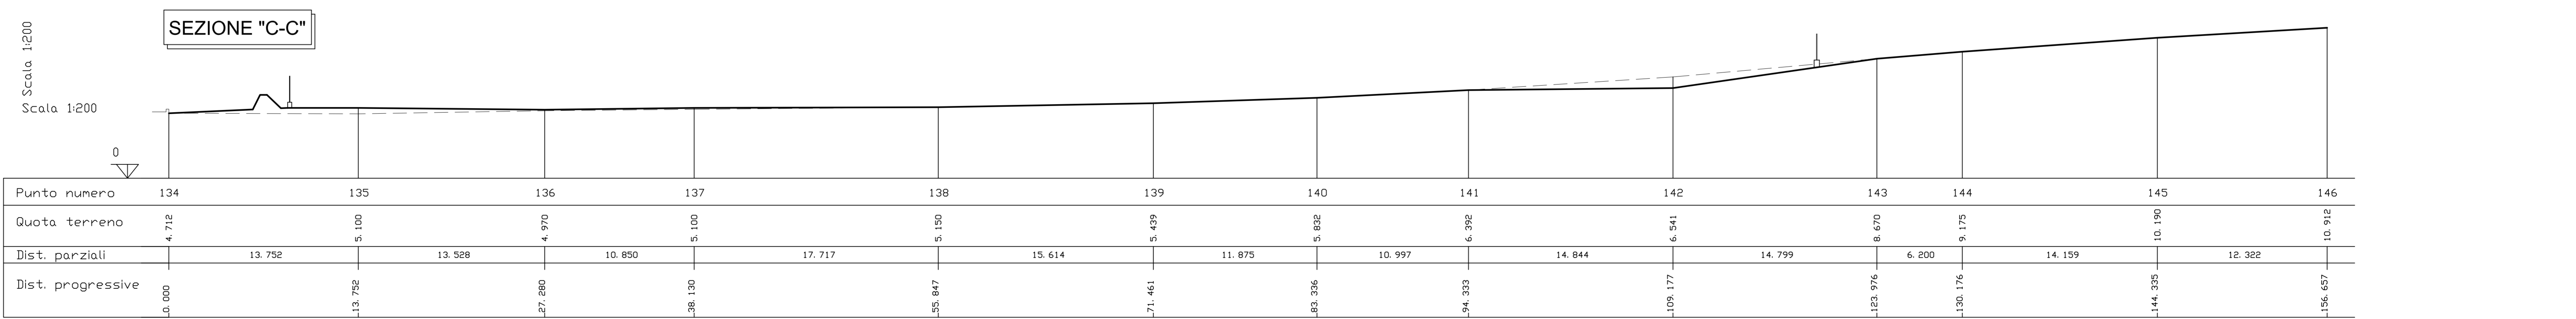 SEZIONE "C-C"
Scala 1:200
Scala 1:200
0
Punto numero 134 135 136 137 138 139 140 141 142 143 144 145 146
Quota terreno 4.712 5.100 4.970 5.100 5.150 5.439 5.832 6.392 6.541 8.670 9.175 10.190 10.912
Dist. parziali 13.752 13.528 10.850 17.717 15.614 11.875 10.997 14.844 14.799 6.200 14.159 12.322
Dist. progressive 0.000 13.752 27.280 38.130 55.847 71.461 83.336 94.333 109.177 123.976 130.176 144.335 156.657